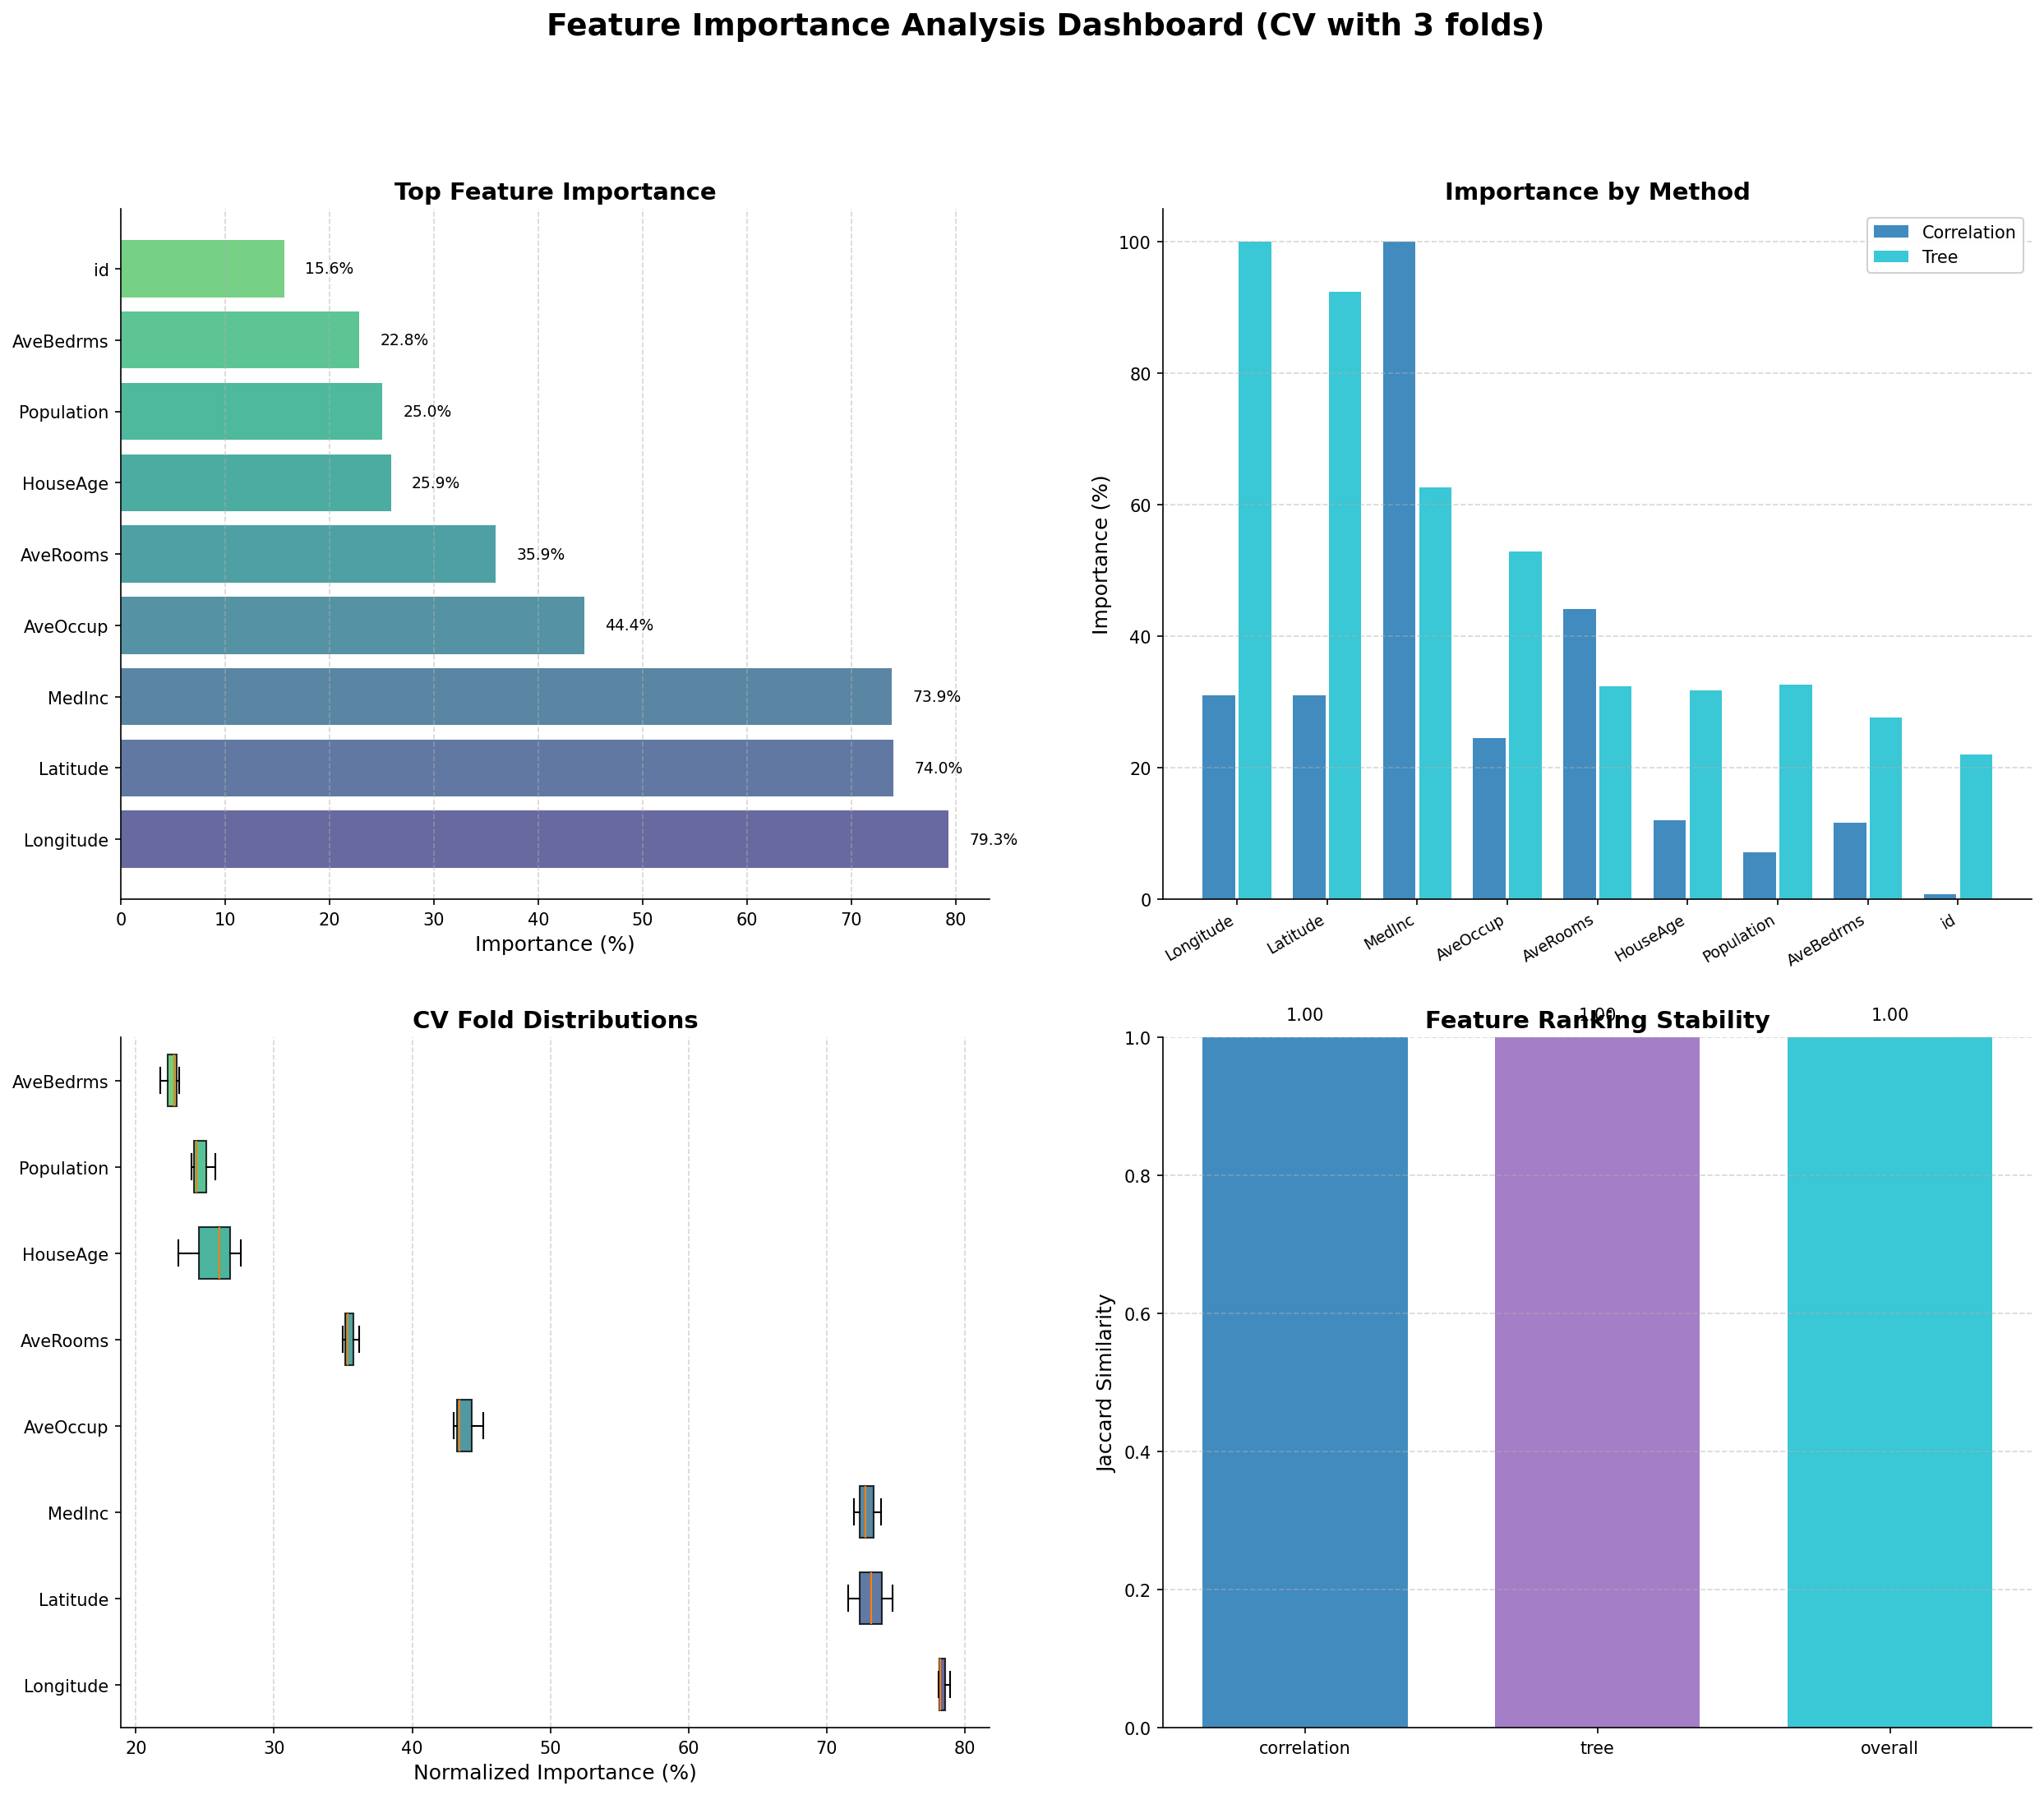 Feature Importance Analysis Dashboard (CV with 3 folds)
Top Feature Importance
id
15.6%
AveBedrms
22.8%
Population
25.0%
HouseAge
25.9%
AveRooms
35.9%
AveOccup
44.4%
MedInc
73.9%
Latitude
74.0%
Longitude
79.3%
0 10 20 30 40 50 60 70 80
Importance (%)
Importance by Method
Correlation
Tree
Importance (%)
100
80
60
40
20
0
Longitude Latitude MedInc AveOccup AveRooms HouseAge Population AveBedrms id
CV Fold Distributions
AveBedrms
Population
HouseAge
AveRooms
AveOccup
MedInc
Latitude
Longitude
20 30 40 50 60 70 80
Normalized Importance (%)
Feature Ranking Stability
1.00 1.00 1.00
Jaccard Similarity
1.0
0.8
0.6
0.4
0.2
0.0
correlation tree overall